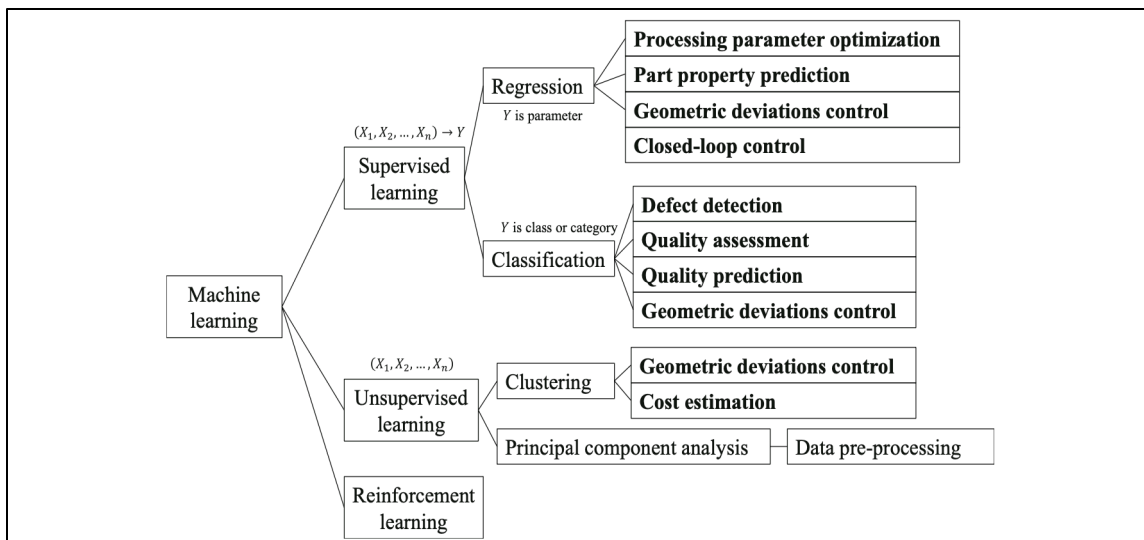 Machine
learning
(X₁, X₂, ..., Xₙ) → Y
Supervised
learning
Regression
Y is parameter
Processing parameter optimization
Part property prediction
Geometric deviations control
Closed-loop control
Y is class or category
Classification
Defect detection
Quality assessment
Quality prediction
Geometric deviations control
(X₁, X₂, ..., Xₙ)
Unsupervised
learning
Clustering
Geometric deviations control
Cost estimation
Principal component analysis
Data pre-processing
Reinforcement
learning